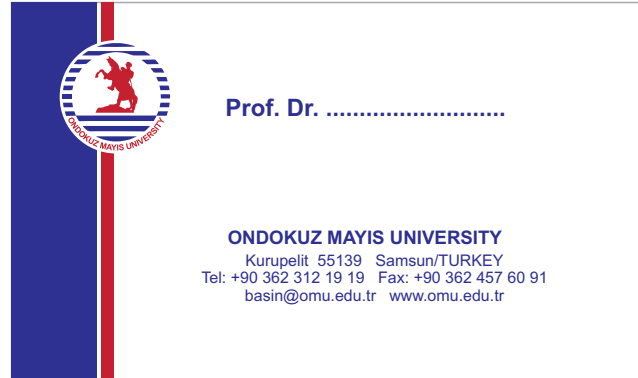 ONDOKUZ MAYIS UNIVERSITY
Prof. Dr. ...........................
ONDOKUZ MAYIS UNIVERSITY
Kurupelit 55139 Samsun/TURKEY
Tel: +90 362 312 19 19 Fax: +90 362 457 60 91
basin@omu.edu.tr www.omu.edu.tr